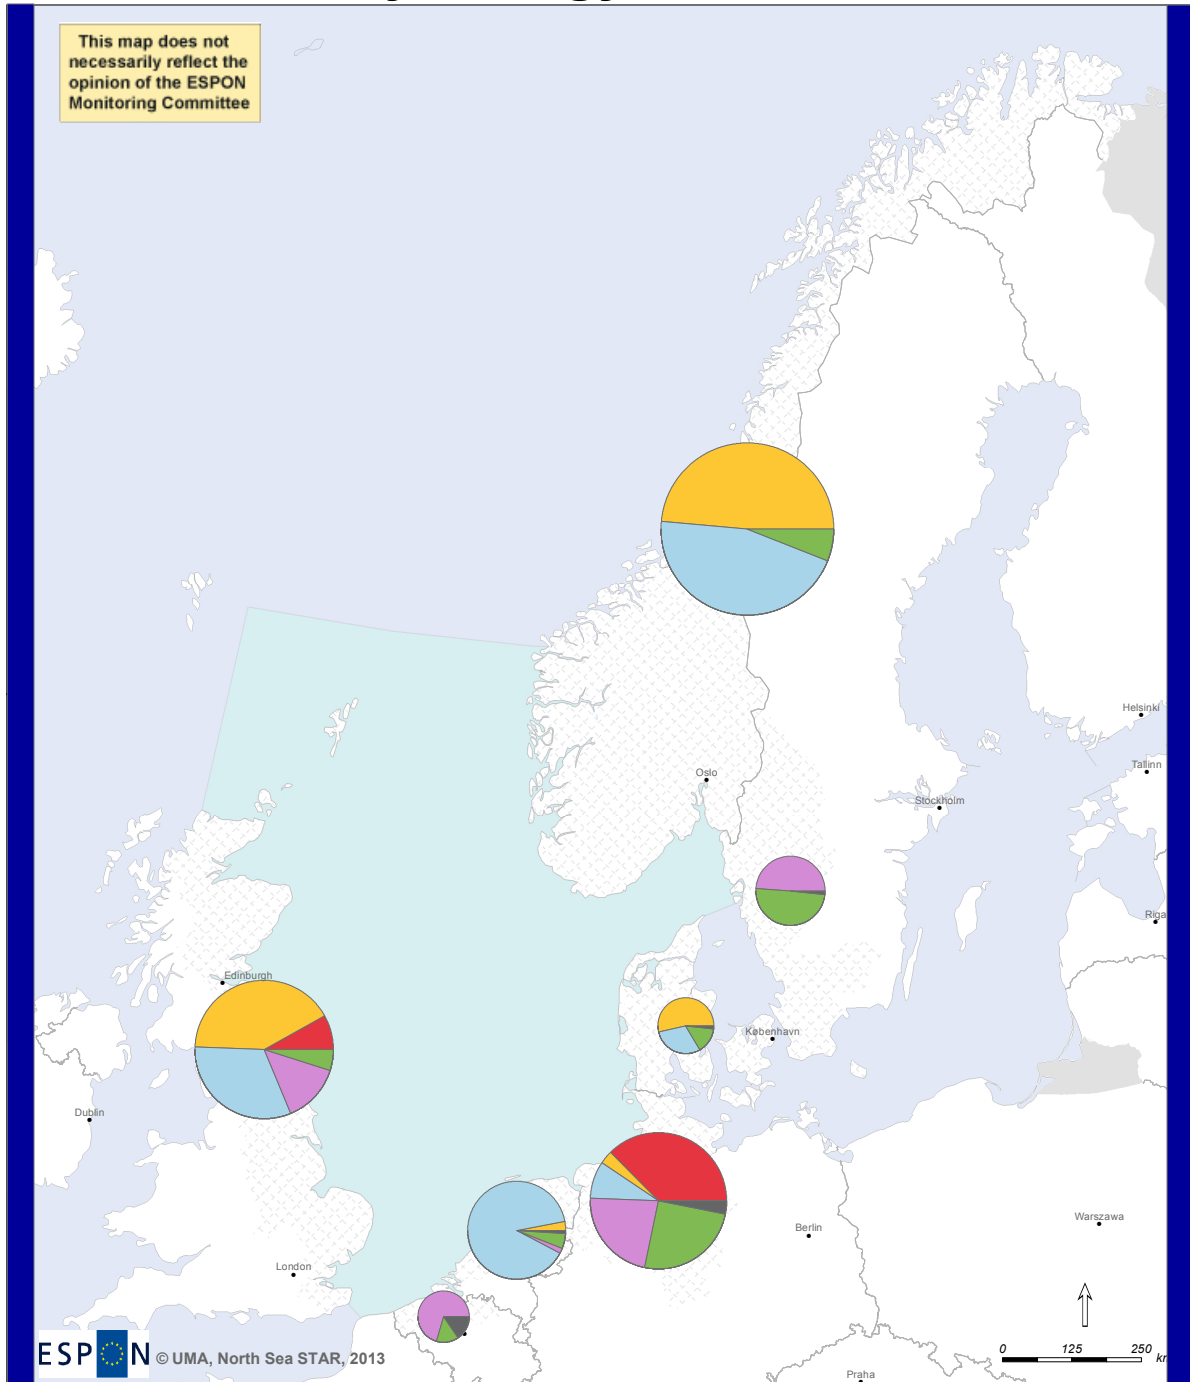 This map does not
necessarily reflect the
opinion of the ESPON
Monitoring Committee
Helsinki
Tallinn
Oslo
Stockholm
Riga
Edinburgh
København
Dublin
Warszawa
Berlin
London
ESPON © UMA, North Sea STAR, 2013
0 125 250
km
Praha